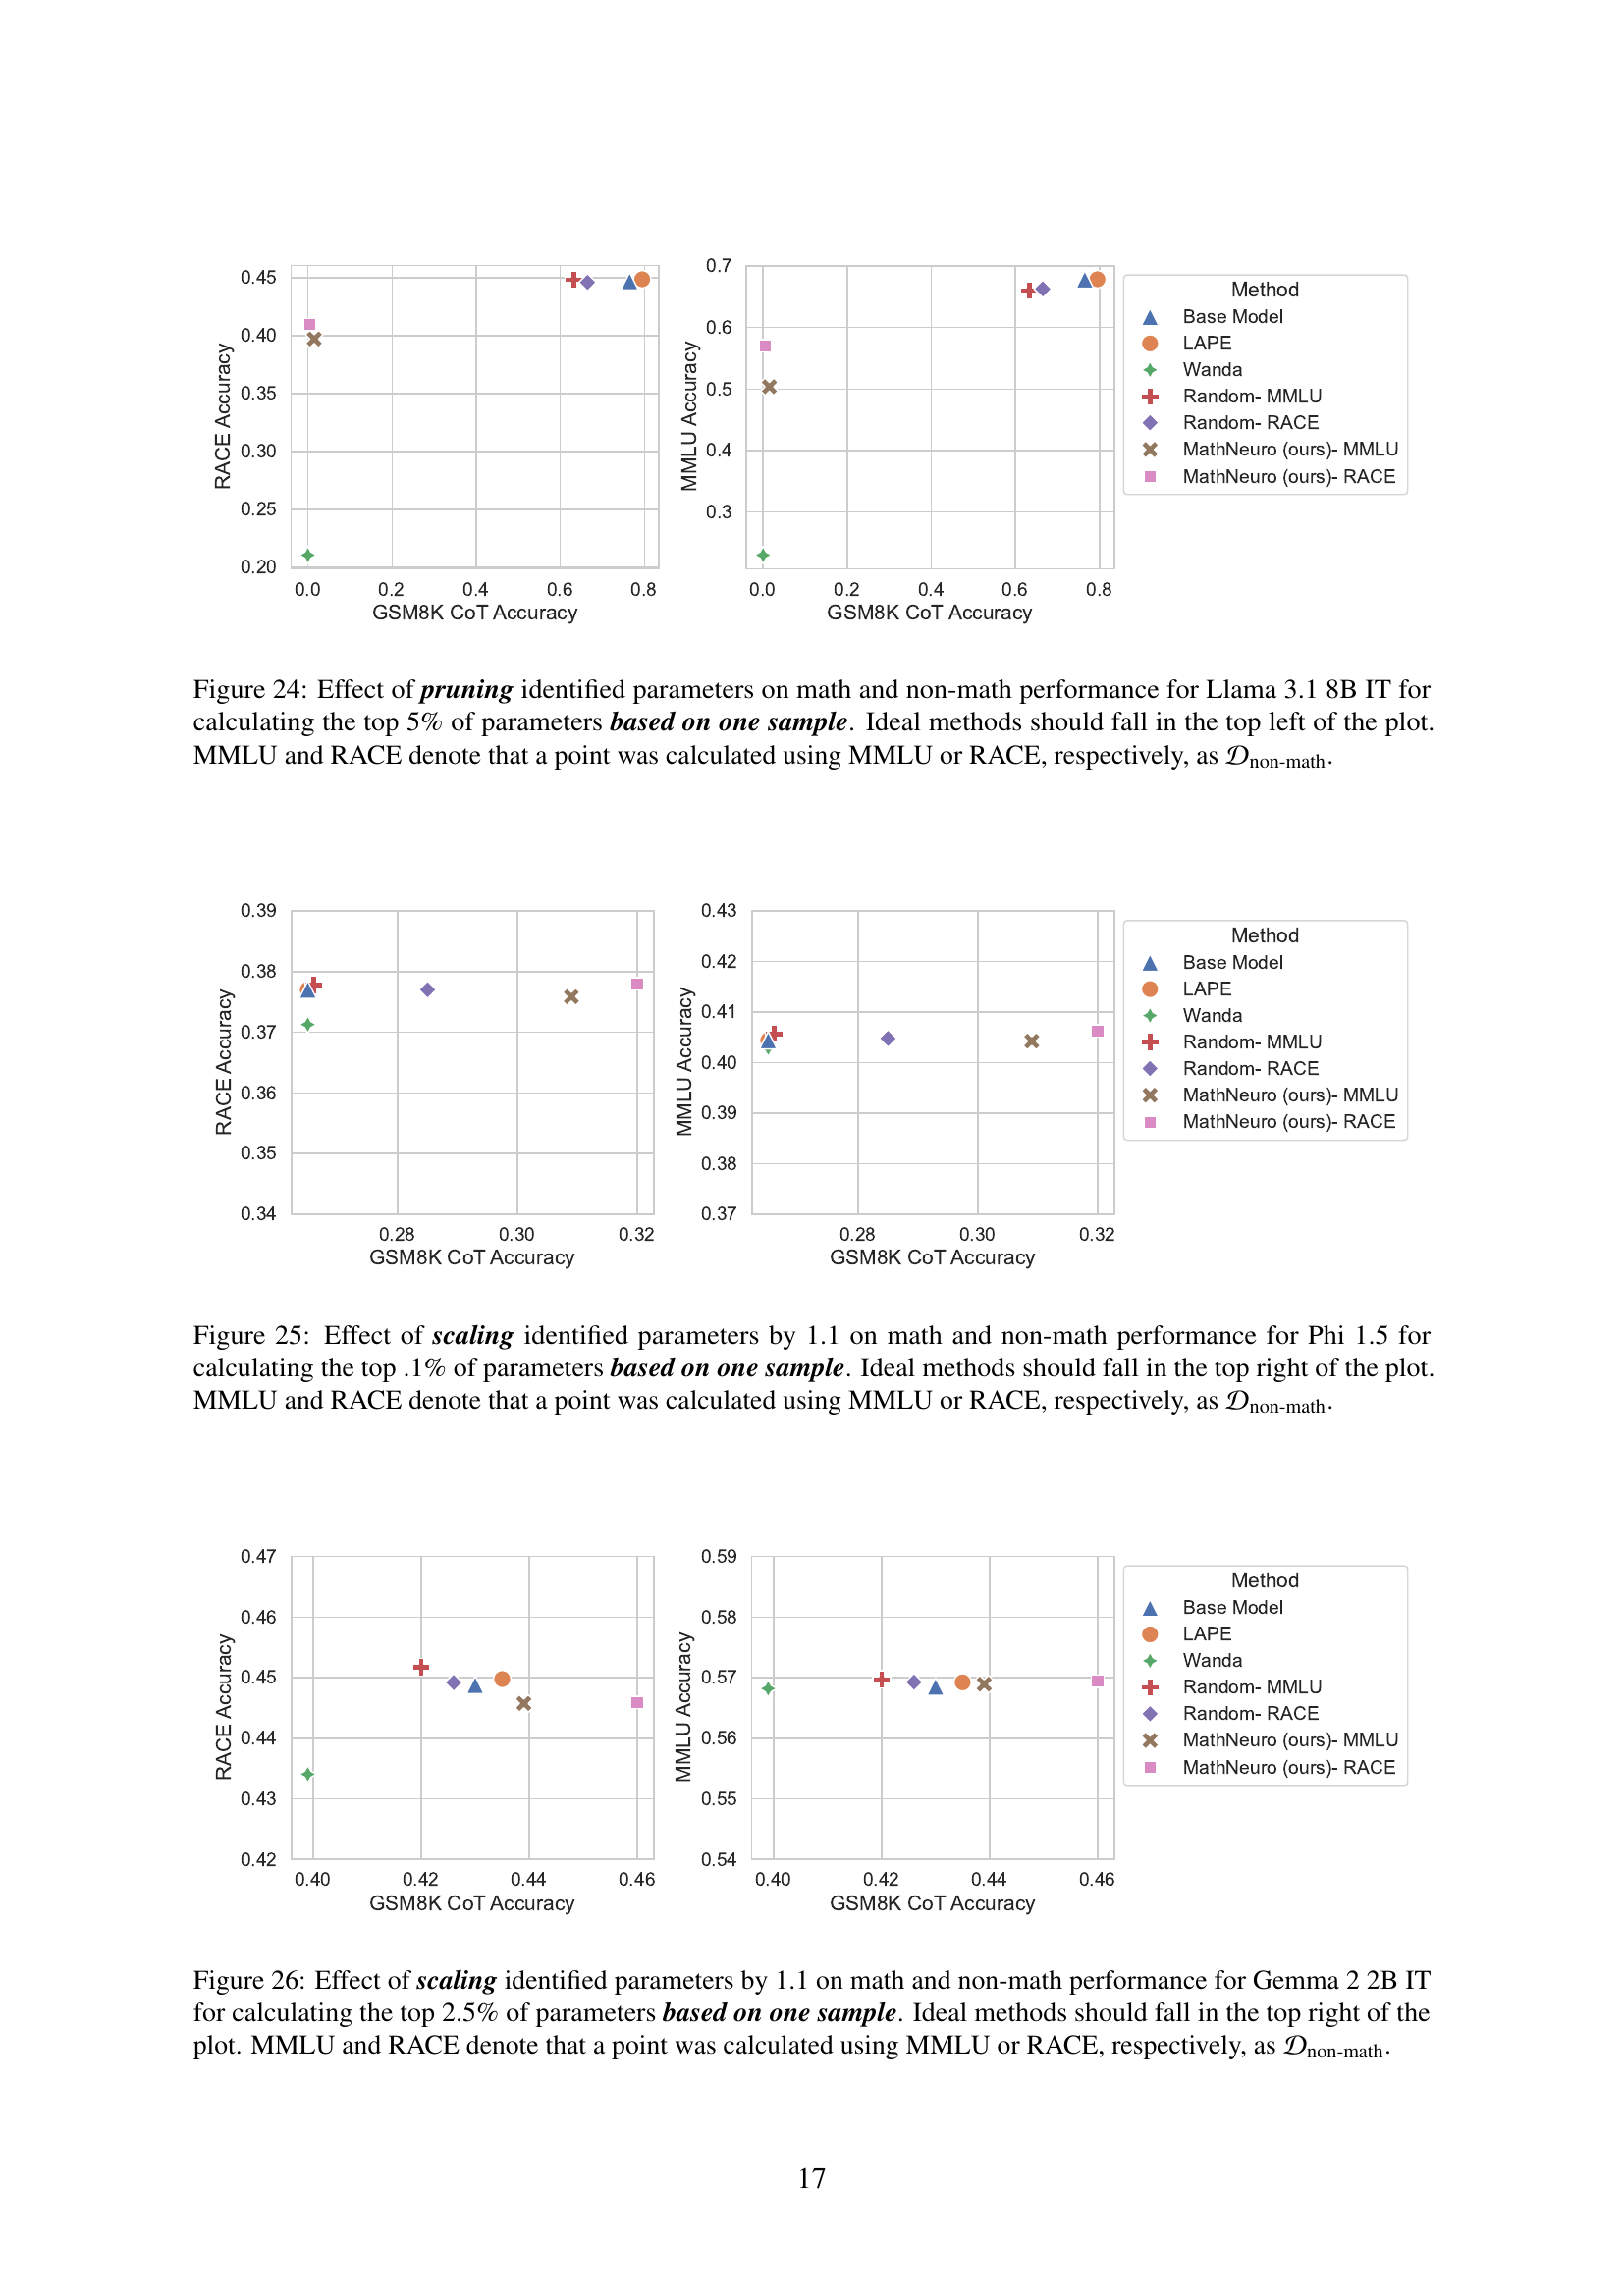 0.45
0.40
0.35
0.30
0.25
0.20
RACE Accuracy
0.0 0.2 0.4 0.6 0.8
GSM8K CoT Accuracy
0.7
0.6
0.5
0.4
0.3
MMLU Accuracy
0.0 0.2 0.4 0.6 0.8
GSM8K CoT Accuracy
Method
Base Model
LAPE
Wanda
Random- MMLU
Random- RACE
MathNeuro (ours)- MMLU
MathNeuro (ours)- RACE
Figure 24: Effect of pruning identified parameters on math and non-math performance for Llama 3.1 8B IT for
calculating the top 5% of parameters based on one sample. Ideal methods should fall in the top left of the plot.
MMLU and RACE denote that a point was calculated using MMLU or RACE, respectively, as 𝒟non-math.
0.39
0.38
0.37
0.36
0.35
0.34
RACE Accuracy
0.28 0.30 0.32
GSM8K CoT Accuracy
0.43
0.42
0.41
0.40
0.39
0.38
0.37
MMLU Accuracy
0.28 0.30 0.32
GSM8K CoT Accuracy
Method
Base Model
LAPE
Wanda
Random- MMLU
Random- RACE
MathNeuro (ours)- MMLU
MathNeuro (ours)- RACE
Figure 25: Effect of scaling identified parameters by 1.1 on math and non-math performance for Phi 1.5 for
calculating the top .1% of parameters based on one sample. Ideal methods should fall in the top right of the plot.
MMLU and RACE denote that a point was calculated using MMLU or RACE, respectively, as 𝒟non-math.
0.47
0.46
0.45
0.44
0.43
0.42
RACE Accuracy
0.40 0.42 0.44 0.46
GSM8K CoT Accuracy
0.59
0.58
0.57
0.56
0.55
0.54
MMLU Accuracy
0.40 0.42 0.44 0.46
GSM8K CoT Accuracy
Method
Base Model
LAPE
Wanda
Random- MMLU
Random- RACE
MathNeuro (ours)- MMLU
MathNeuro (ours)- RACE
Figure 26: Effect of scaling identified parameters by 1.1 on math and non-math performance for Gemma 2 2B IT
for calculating the top 2.5% of parameters based on one sample. Ideal methods should fall in the top right of the
plot. MMLU and RACE denote that a point was calculated using MMLU or RACE, respectively, as 𝒟non-math.
17